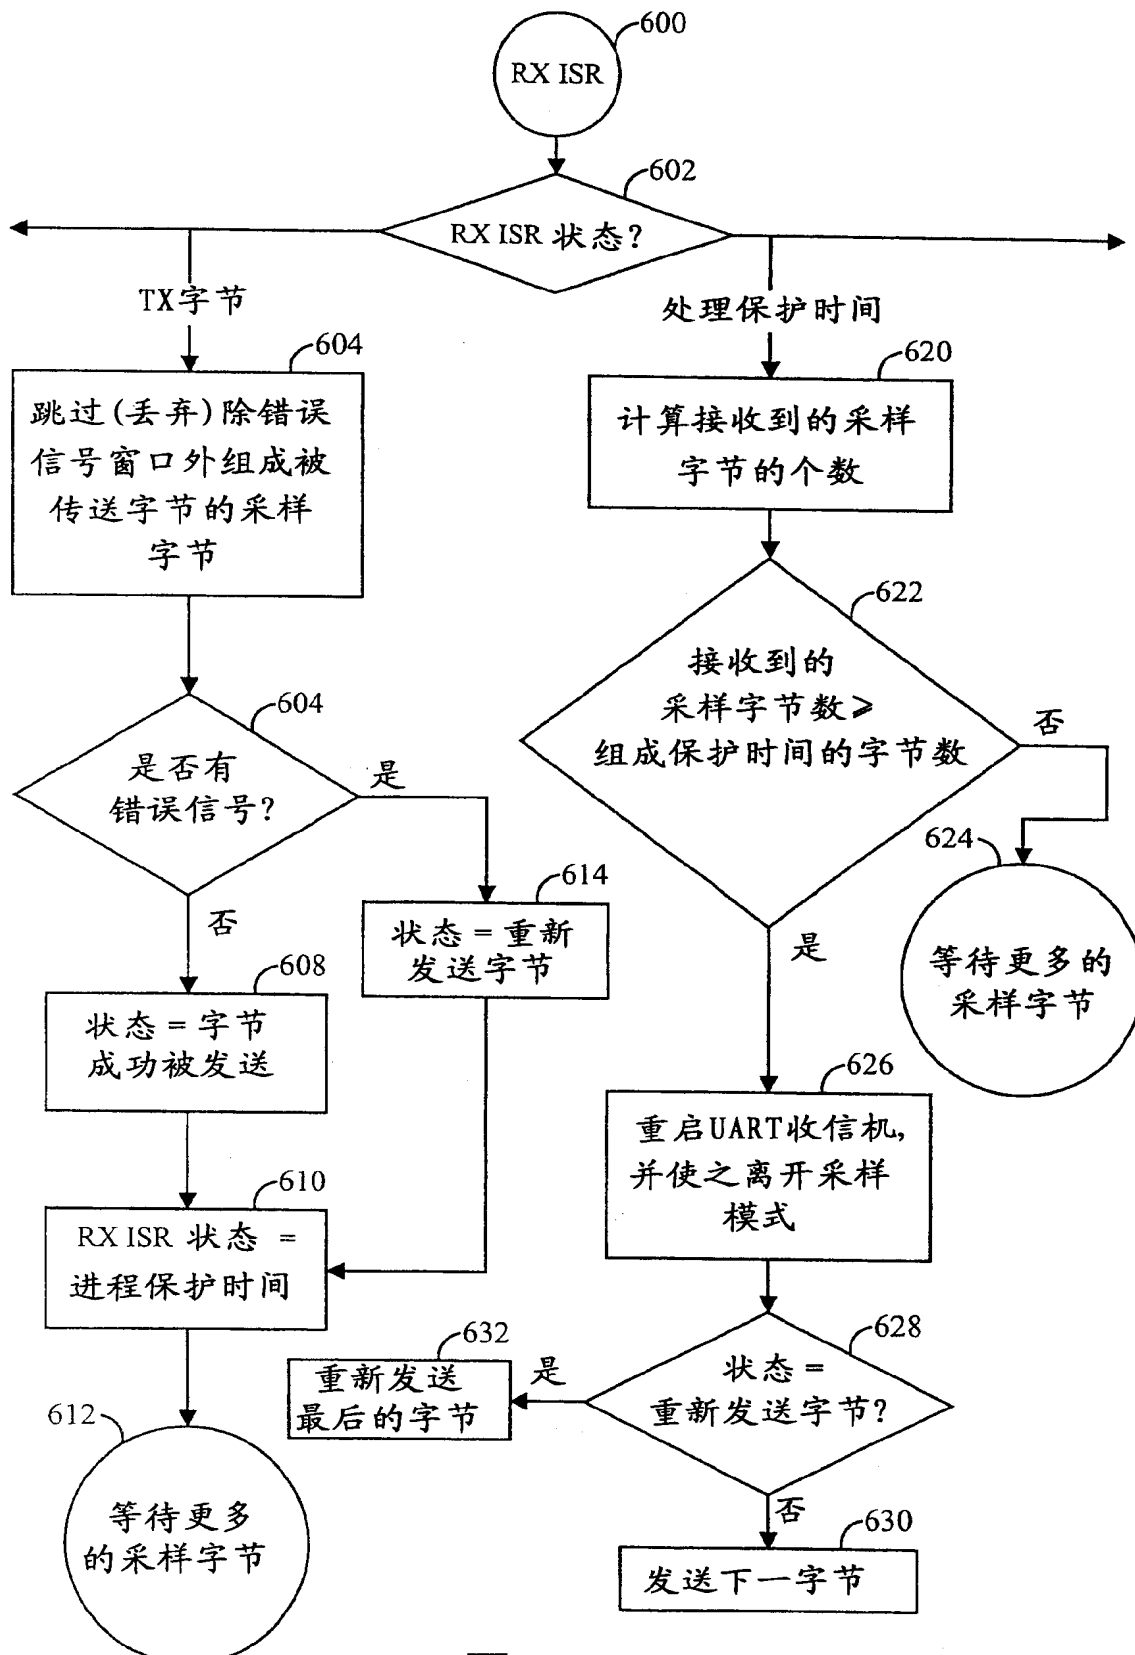 600
RX ISR
602
RX ISR 状态?
TX字节
处理保护时间
604
跳过(丢弃)除错误
信号窗口外组成被
传送字节的采样
字节
620
计算接收到的采样
字节的个数
604
是否有
错误信号?
是
否
622
接收到的
采样字节数≥
组成保护时间的字节数
否
是
624
等待更多的
采样字节
614
状态=重新
发送字节
608
状态=字节
成功被发送
610
RX ISR 状态 =
进程保护时间
626
重启UART收信机,
并使之离开采样
模式
628
状态=
重新发送字节?
是
否
632
重新发送
最后的字节
612
等待更多
的采样字节
630
发送下一字节